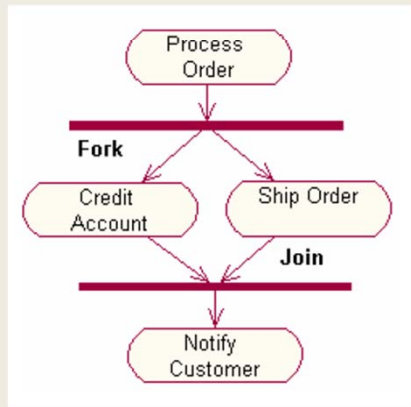 Process
Order
Fork
Credit
Account
Ship Order
Join
Notify
Customer